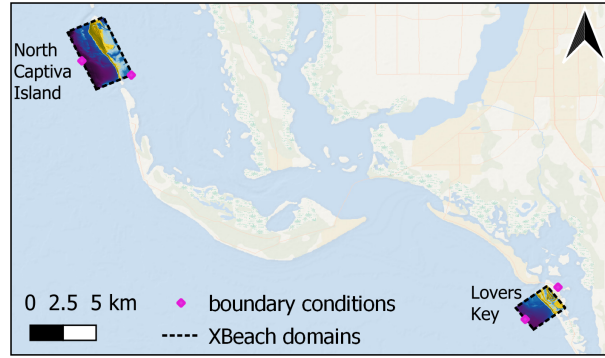 North
Captiva
Island
Lovers
Key
0 2.5 5 km
boundary conditions
XBeach domains